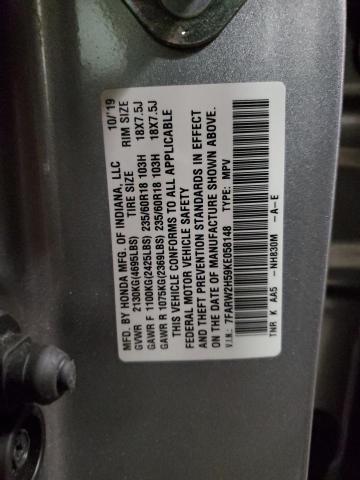 MFD. BY HONDA MFG. OF INDIANA, LLC 10/'19
GVWR 2130KG(4695LBS) TIRE SIZE RIM SIZE
GAWR F 1100KG(2425LBS) 235/60R18 103H 18X7.5J
GAWR R 1075KG(2369LBS) 235/60R18 103H 18X7.5J
THIS VEHICLE CONFORMS TO ALL APPLICABLE
FEDERAL MOTOR VEHICLE SAFETY
AND THEFT PREVENTION STANDARDS IN EFFECT
ON THE DATE OF MANUFACTURE SHOWN ABOVE.
V.I.N.: 7FARW2H59KE058148 TYPE: MPV
TNR K AA5 -NH830M -A-E